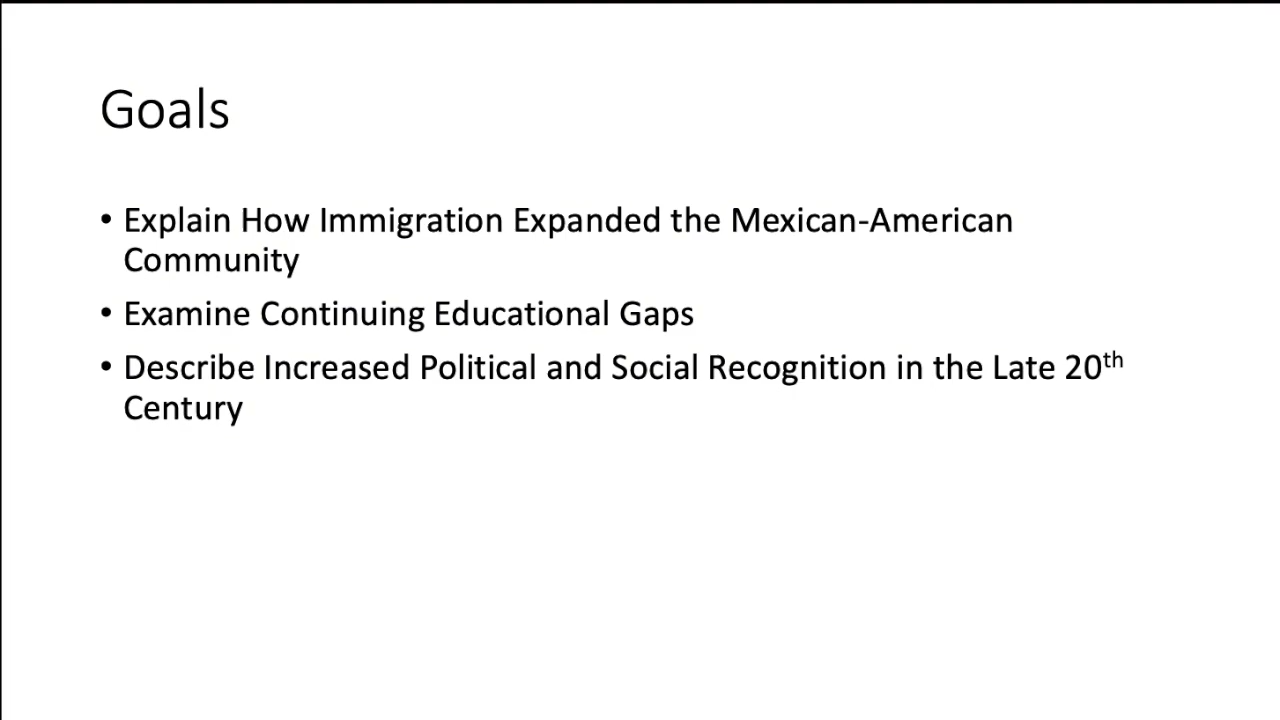 Goals
• Explain How Immigration Expanded the Mexican-American
Community
• Examine Continuing Educational Gaps
• Describe Increased Political and Social Recognition in the Late 20th
Century